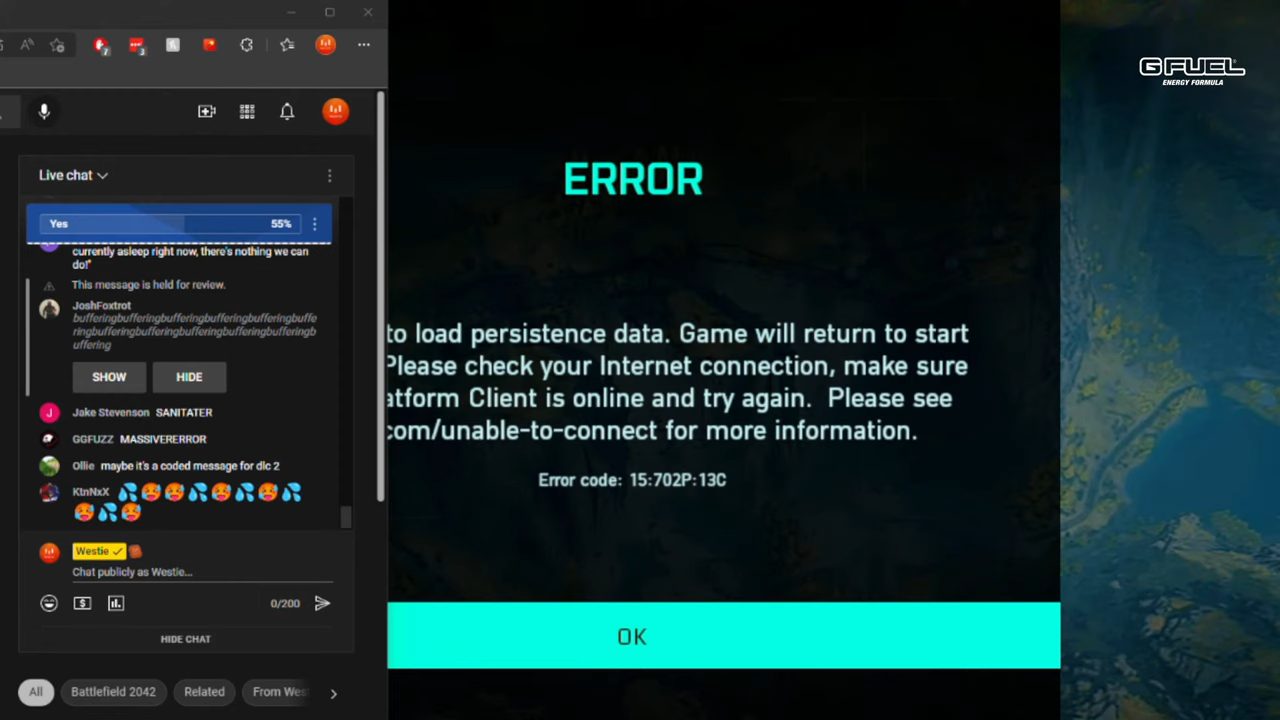 Live chat
Yes 55%
currently asleep right now, there's nothing we can
do!"
This message is held for review.
JoshFoxtrot
bufferingbufferingbufferingbufferingbuffe
ringbufferingbufferingbufferingbufferingb
uffering
SHOW HIDE
Jake Stevenson SANITATER
GGFUZZ MASSIVERERROR
Ollie maybe it's a coded message for dlc 2
KtnNxX
Westie
Chat publicly as Westie...
0/200
HIDE CHAT
All Battlefield 2042 Related From Wes
ERROR
to load persistence data. Game will return to start
Please check your Internet connection, make sure
atform Client is online and try again. Please see
com/unable-to-connect for more information.
Error code: 15:702P:13C
OK
G FUEL
ENERGY FORMULA